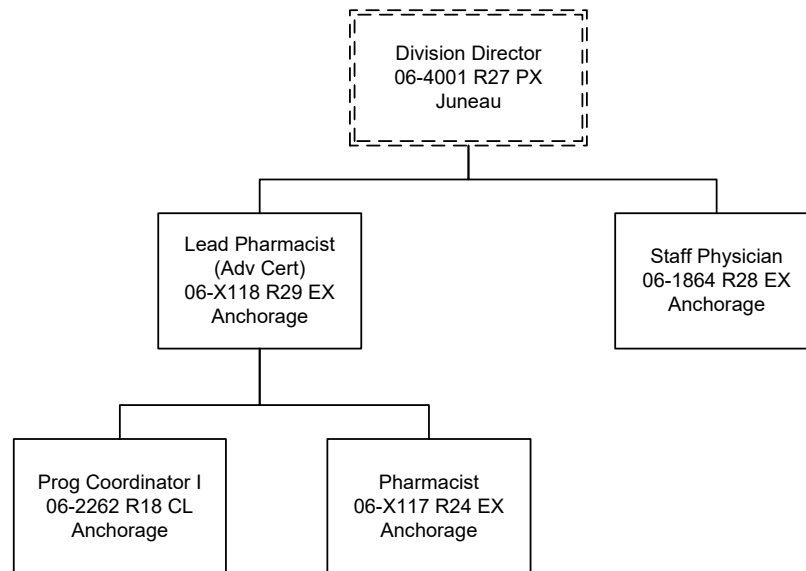 Division Director
06-4001 R27 PX
Juneau
Lead Pharmacist
(Adv Cert)
06-X118 R29 EX
Anchorage
Staff Physician
06-1864 R28 EX
Anchorage
Prog Coordinator I
06-2262 R18 CL
Anchorage
Pharmacist
06-X117 R24 EX
Anchorage